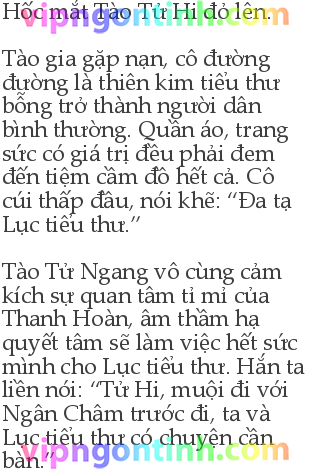 Hốc mắt Tào Tử Hi đỏ lên.
vipngontinh.com
Tào gia gặp nạn, cô đường
đường là thiên kim tiểu thư
bỗng trở thành người dân
bình thường. Quần áo, trang
sức có giá trị đều phải đem
đến tiệm cầm đồ hết cả. Cô
cúi thấp đầu, nói khẽ: “Đa tạ
Lục tiểu thư.”
Tào Tử Ngang vô cùng cảm
kích sự quan tâm tỉ mỉ của
Thanh Hoàn, âm thầm hạ
quyết tâm sẽ làm việc hết sức
mình cho Lục tiểu thư. Hắn ta
liền nói: “Tử Hi, muội đi với
Ngân Châm trước đi, ta và
Lục tiểu thư có chuyện cần
vipngontinh.com
bàn.”